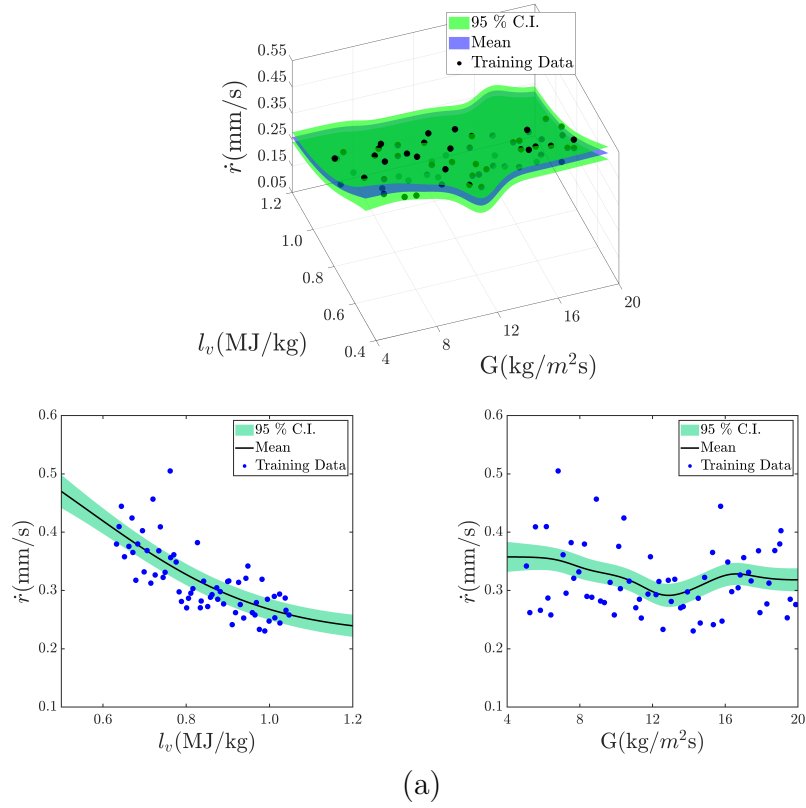 95 % C.I.
Mean
Training Data
0.55
0.45
0.35
0.25
0.15
0.05
ṙ(mm/s)
1.2
1.0
0.8
0.6
0.4
l_v(MJ/kg)
4
8
12
16
20
G(kg/m²s)
0.6
0.5
0.4
0.3
0.2
0.1
ṙ(mm/s)
95 % C.I.
Mean
Training Data
0.6
0.8
1.0
1.2
l_v(MJ/kg)
0.6
0.5
0.4
0.3
0.2
0.1
ṙ(mm/s)
95 % C.I.
Mean
Training Data
4
8
12
16
20
G(kg/m²s)
(a)